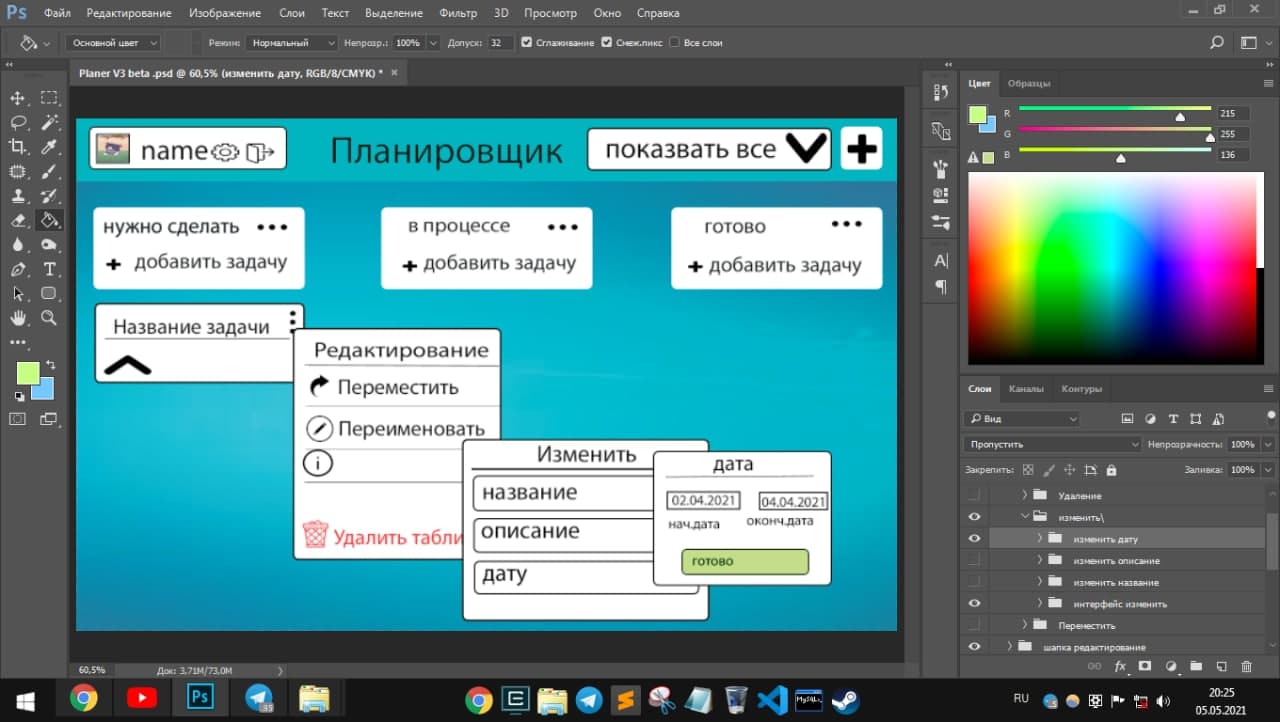 Ps Файл Редактирование Изображение Слои Текст Выделение Фильтр 3D Просмотр Окно Справка
Основной цвет Режим: Нормальный Непрозр.: 100% Допуск: 32 Сглаживание Смеж.пикс Все слои
Planer V3 beta .psd @ 60,5% (изменить дату, RGB/8/CMYK) * ×
name
Планировщик
показвать все
нужно сделать
добавить задачу
в процессе
добавить задачу
готово
добавить задачу
Название задачи
Редактирование
Переместить
Переименовать
Удалить табли
Изменить
название
описание
дату
дата
02.04.2021 04.04.2021
нач.дата оконч.дата
готово
60,5% Док: 3,71M/73,0M
Цвет Образцы
R 215
G 255
B 136
Слои Каналы Контуры
Вид
Пропустить Непрозрачность: 100%
Закрепить: Заливка: 100%
Удаление
изменить\
изменить дату
изменить описание
изменить название
интерфейс изменить
Переместить
шапка редактирование
fx
Ps 35 MySQL RU 20:25
05.05.2021